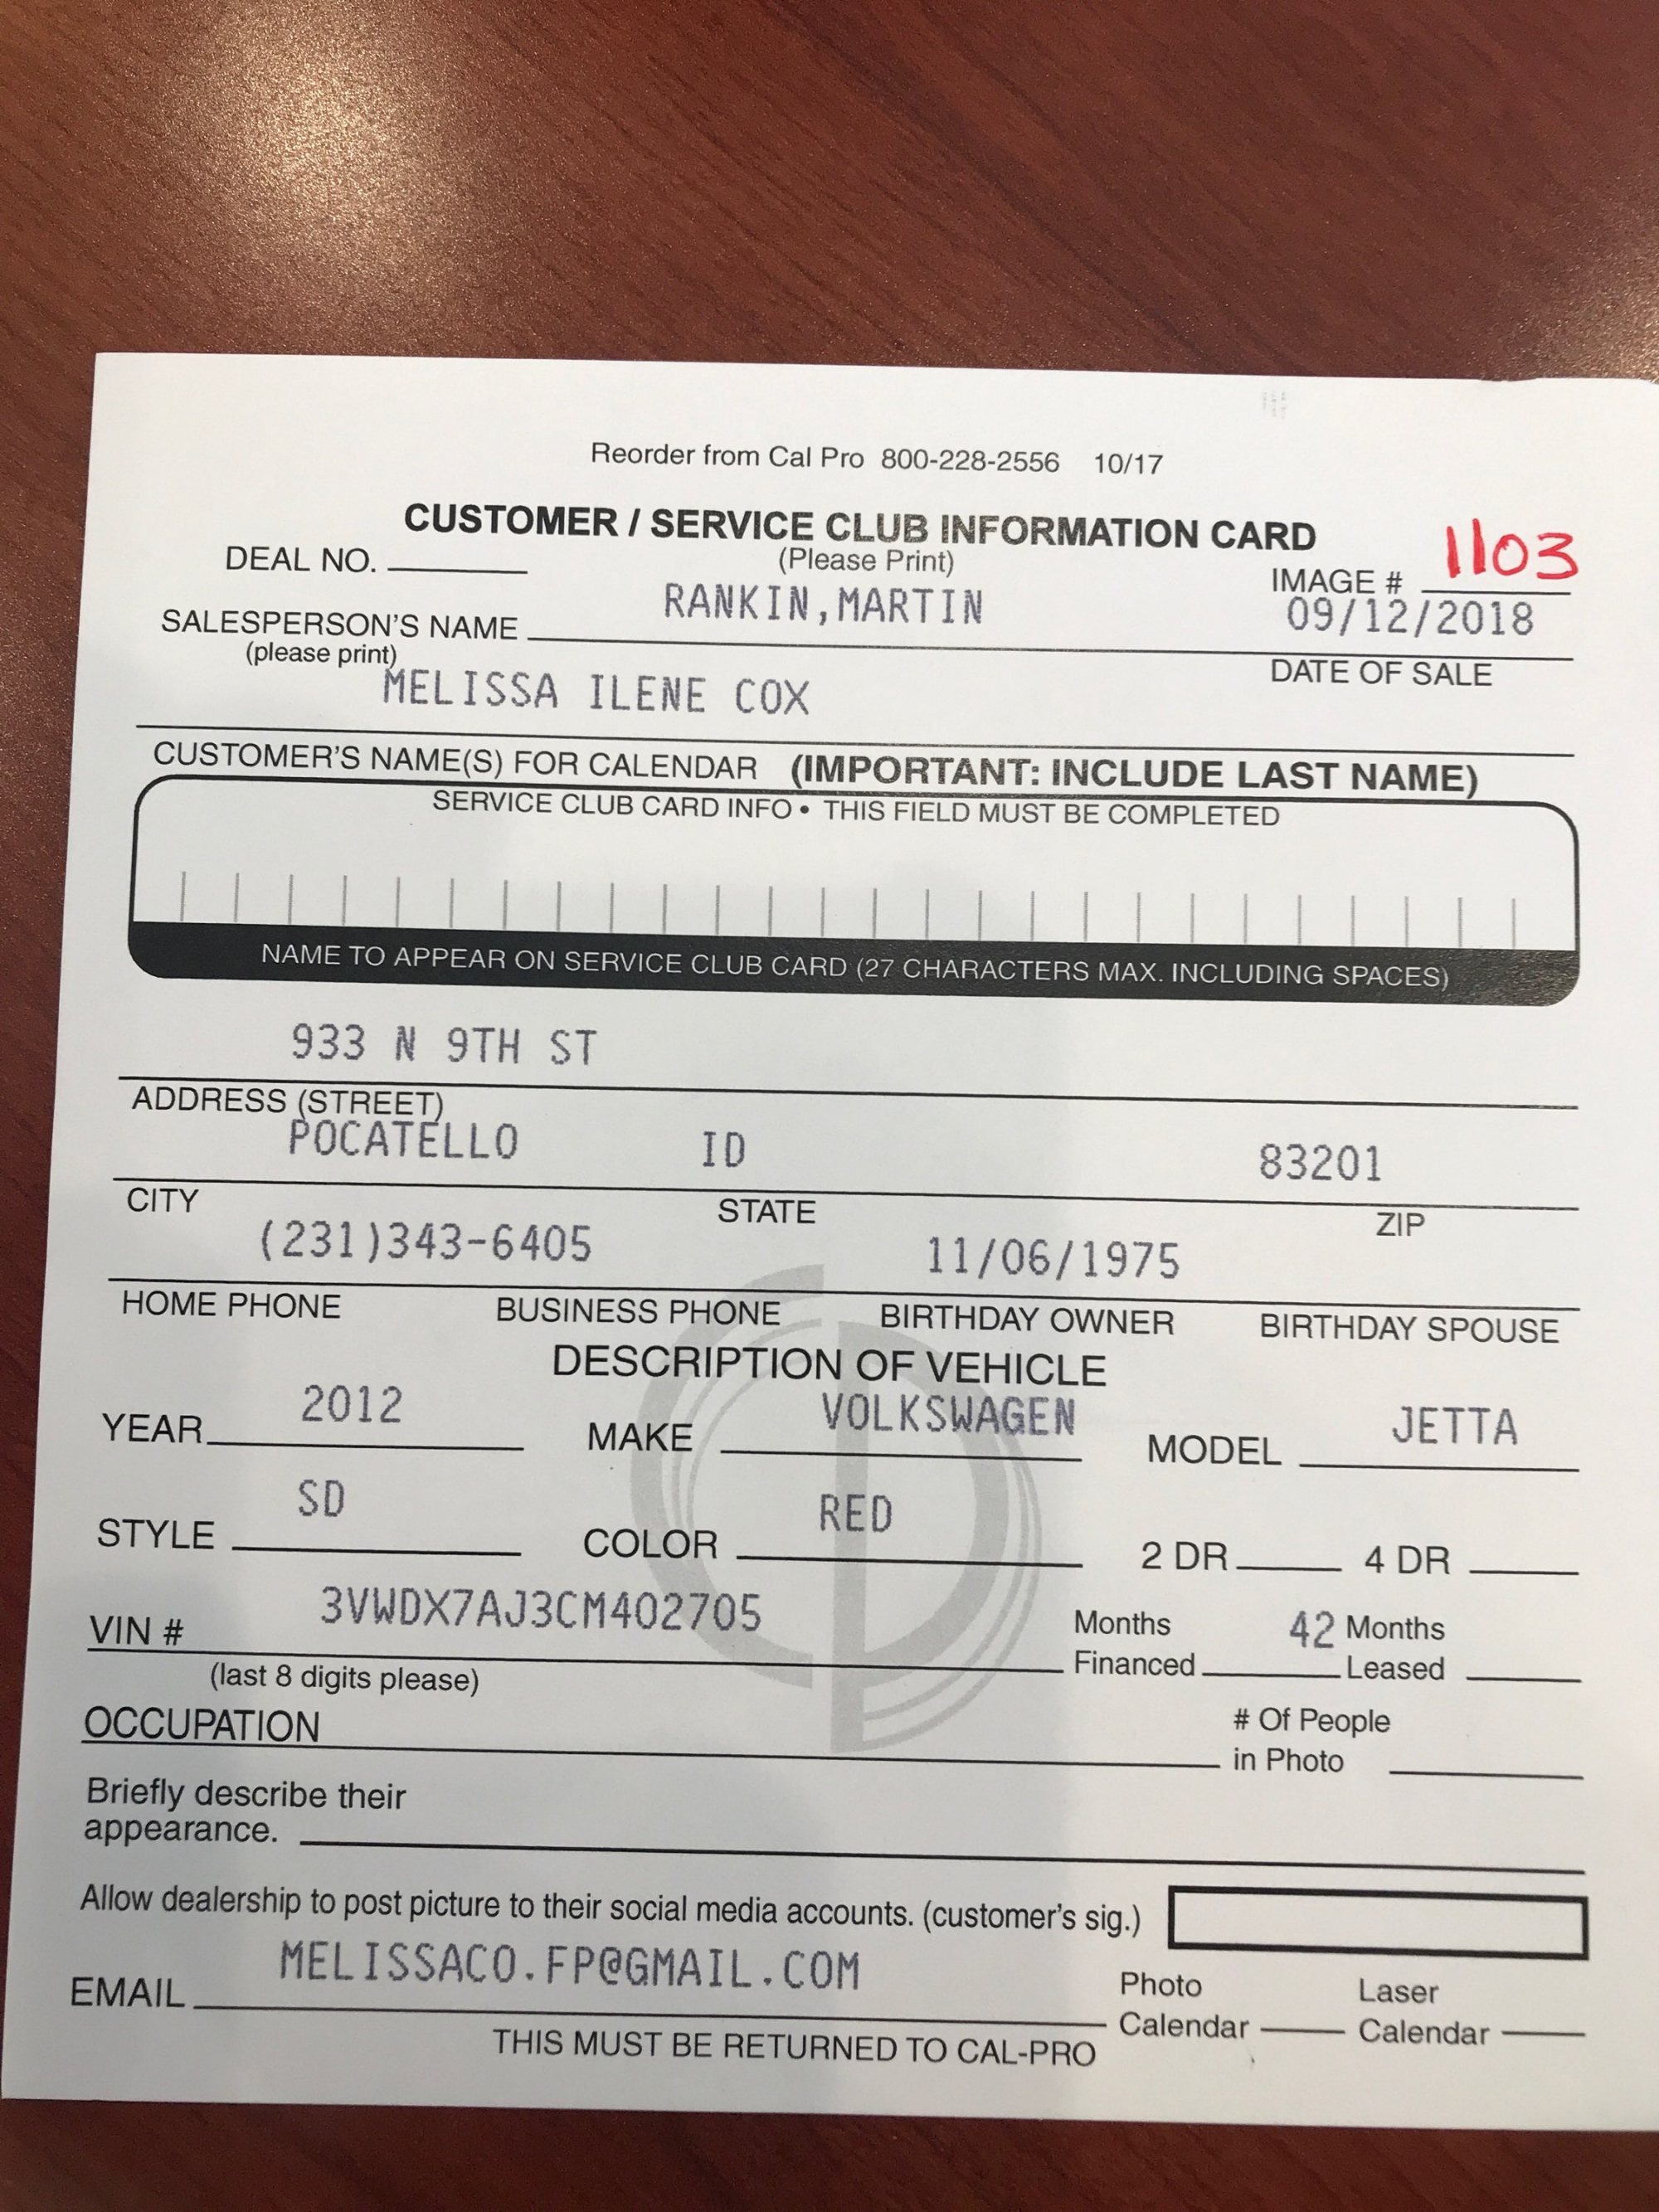 Reorder from Cal Pro 800-228-2556 10/17
CUSTOMER / SERVICE CLUB INFORMATION CARD
(Please Print)
DEAL NO.
IMAGE # 1103
SALESPERSON'S NAME RANKIN,MARTIN
(please print)
09/12/2018
DATE OF SALE
MELISSA ILENE COX
CUSTOMER'S NAME(S) FOR CALENDAR (IMPORTANT: INCLUDE LAST NAME)
SERVICE CLUB CARD INFO • THIS FIELD MUST BE COMPLETED
NAME TO APPEAR ON SERVICE CLUB CARD (27 CHARACTERS MAX. INCLUDING SPACES)
933 N 9TH ST
ADDRESS (STREET)
POCATELLO ID 83201
CITY STATE ZIP
(231)343-6405 11/06/1975
HOME PHONE BUSINESS PHONE BIRTHDAY OWNER BIRTHDAY SPOUSE
DESCRIPTION OF VEHICLE
YEAR 2012 MAKE VOLKSWAGEN MODEL JETTA
STYLE SD COLOR RED 2 DR 4 DR
VIN # 3VWDX7AJ3CM402705
(last 8 digits please)
Months Financed 42 Months Leased
OCCUPATION
# Of People in Photo
Briefly describe their
appearance.
Allow dealership to post picture to their social media accounts. (customer's sig.)
EMAIL MELISSACO.FP@GMAIL.COM
Photo Calendar Laser Calendar
THIS MUST BE RETURNED TO CAL-PRO